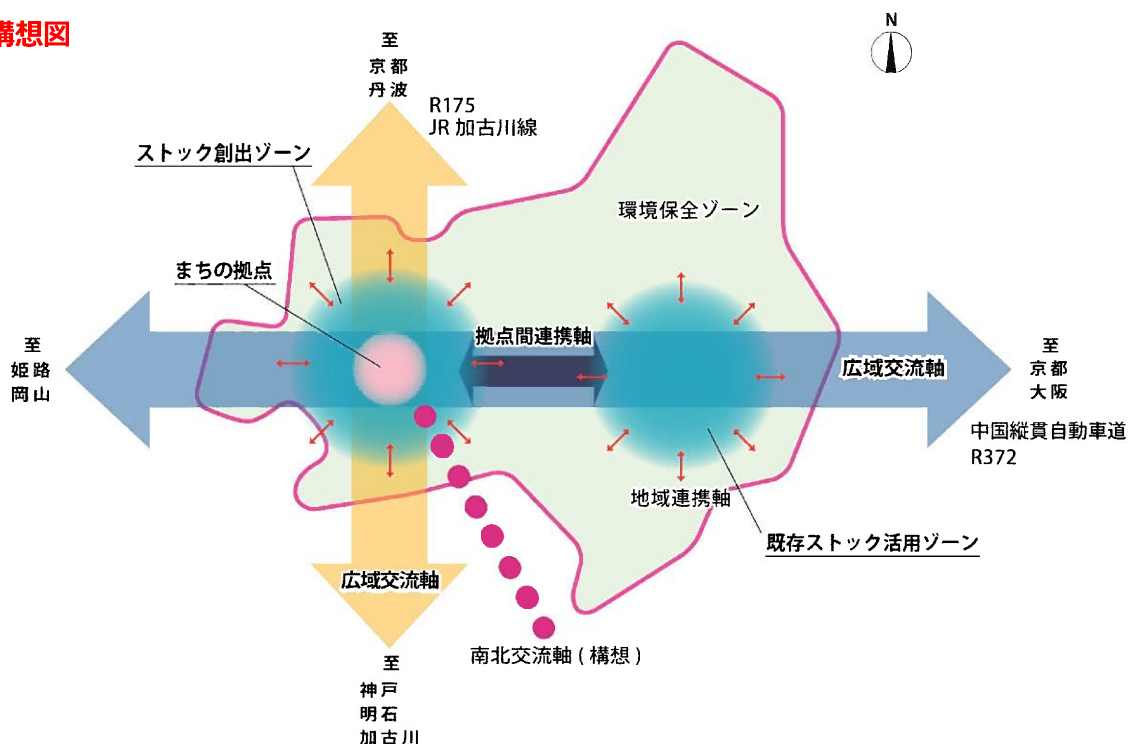 構想図
N
至
京都
丹波
R175
JR 加古川線
ストック創出ゾーン
環境保全ゾーン
まちの拠点
拠点間連携軸
至
姫路
岡山
広域交流軸
至
京都
大阪
中国縦貫自動車道
R372
地域連携軸
既存ストック活用ゾーン
広域交流軸
南北交流軸 ( 構想 )
至
神戸
明石
加古川